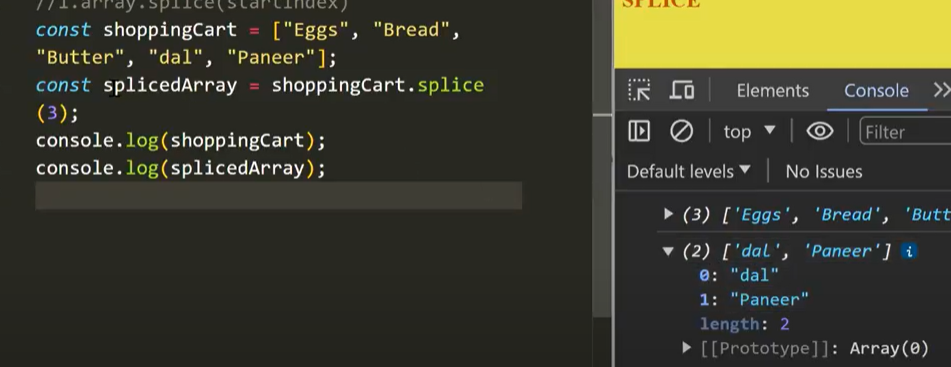 //1.array.splice(startIndex)
const shoppingCart = ["Eggs", "Bread",
"Butter", "dal", "Paneer"];
const splicedArray = shoppingCart.splice
(3);
console.log(shoppingCart);
console.log(splicedArray);
SPLICE
Elements Console
top Filter
Default levels No Issues
(3) ['Eggs', 'Bread', 'Butt
(2) ['dal', 'Paneer'] i
0: "dal"
1: "Paneer"
length: 2
[[Prototype]]: Array(0)